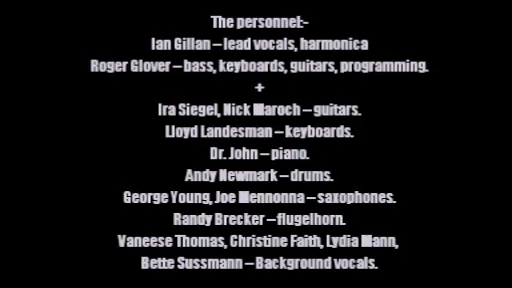 The personnel:-
Ian Gillan – lead vocals, harmonica
Roger Glover – bass, keyboards, guitars, programming.
+
Ira Siegel, Nick Maroch – guitars.
Lloyd Landesman – keyboards.
Dr. John – piano.
Andy Newmark – drums.
George Young, Joe Mennonna – saxophones.
Randy Brecker – flugelhorn.
Vaneese Thomas, Christine Faith, Lydia Mann,
Bette Sussmann – Background vocals.